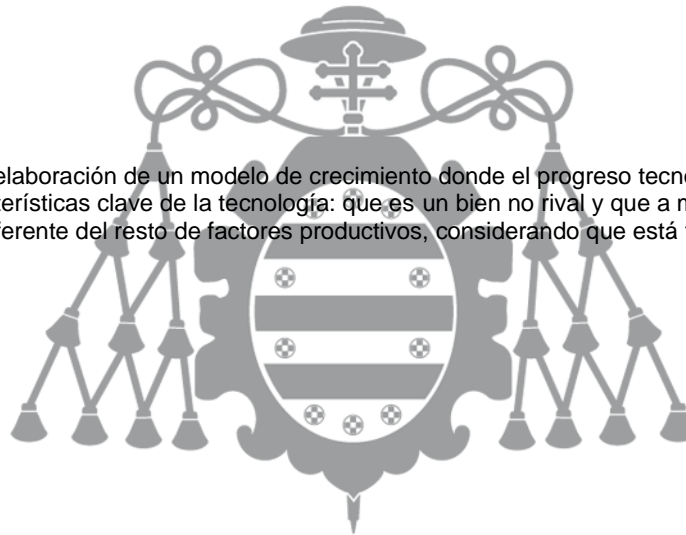 elaboración de un modelo de crecimiento donde el progreso
terísticas clave de la tecnología: que es un bien no rival y que a
ferente del resto de factores productivos, considerando que está